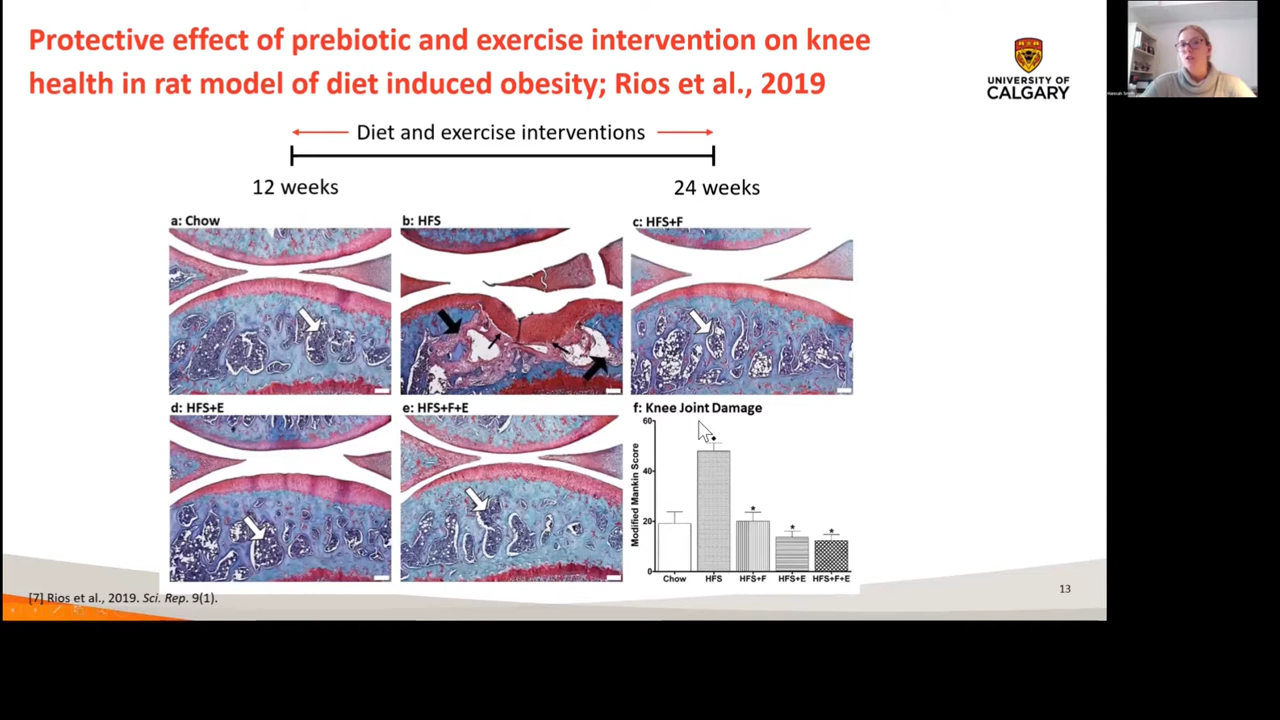 Protective effect of prebiotic and exercise intervention on knee
health in rat model of diet induced obesity; Rios et al., 2019
UNIVERSITY OF
CALGARY
Diet and exercise interventions
12 weeks
24 weeks
a: Chow
b: HFS
c: HFS+F
d: HFS+E
e: HFS+F+E
f: Knee Joint Damage
Modified Mankin Score
60
40
20
0
*
*
*
Chow
HFS
HFS+F
HFS+E
HFS+F+E
[7] Rios et al., 2019. Sci. Rep. 9(1).
13